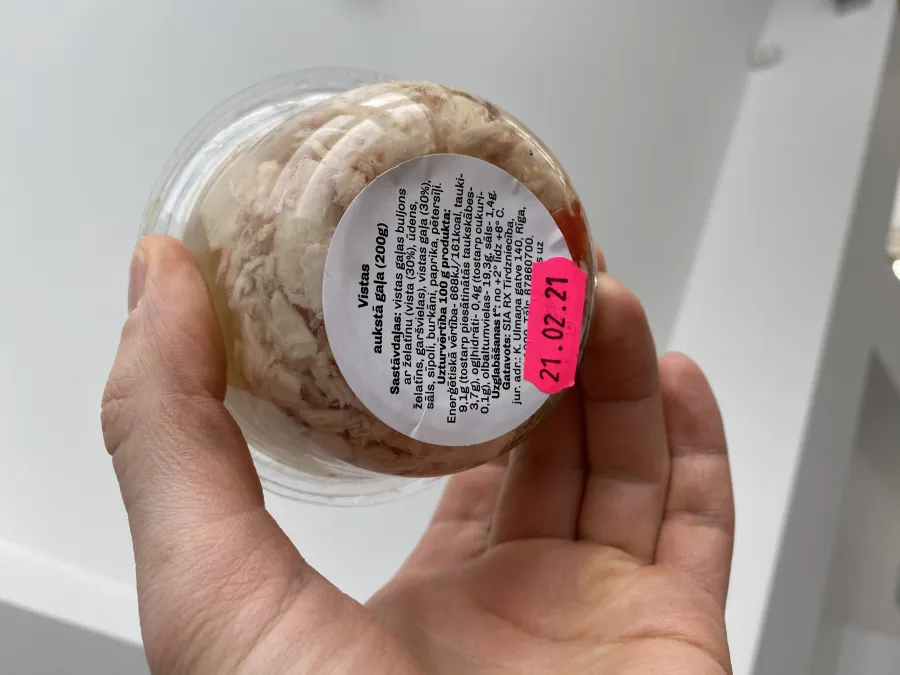 Vistas
aukstā gaļa (200g)
Sastāvdaļas: vistas gaļas buljons
ar želatīnu (vista (30%), ūdens,
želatīns, garšvielas), vistas gaļa (30%),
sāls, sīpoli, burkāni, paprika, pētersīļi.
Uzturvērtība 100 g produkta:
Enerģētiskā vērtība- 668kJ/161kcal, tauki-
9,1g (tostarp piesātinātās taukskābes-
3,7g), ogļhidrāti- 0,4g (tostarp cukuri-
0,1g), olbaltumvielas- 19,3g, sāls- 1,4g.
Uzglabāšanas t°: no +2° līdz +6° C.
Gatavots: SIA RX Tirdzniecība,
jur. adr.: K. Ulmaņa gatve 140, Rīga,
Tālr. 67860700.
uz
21.02.21